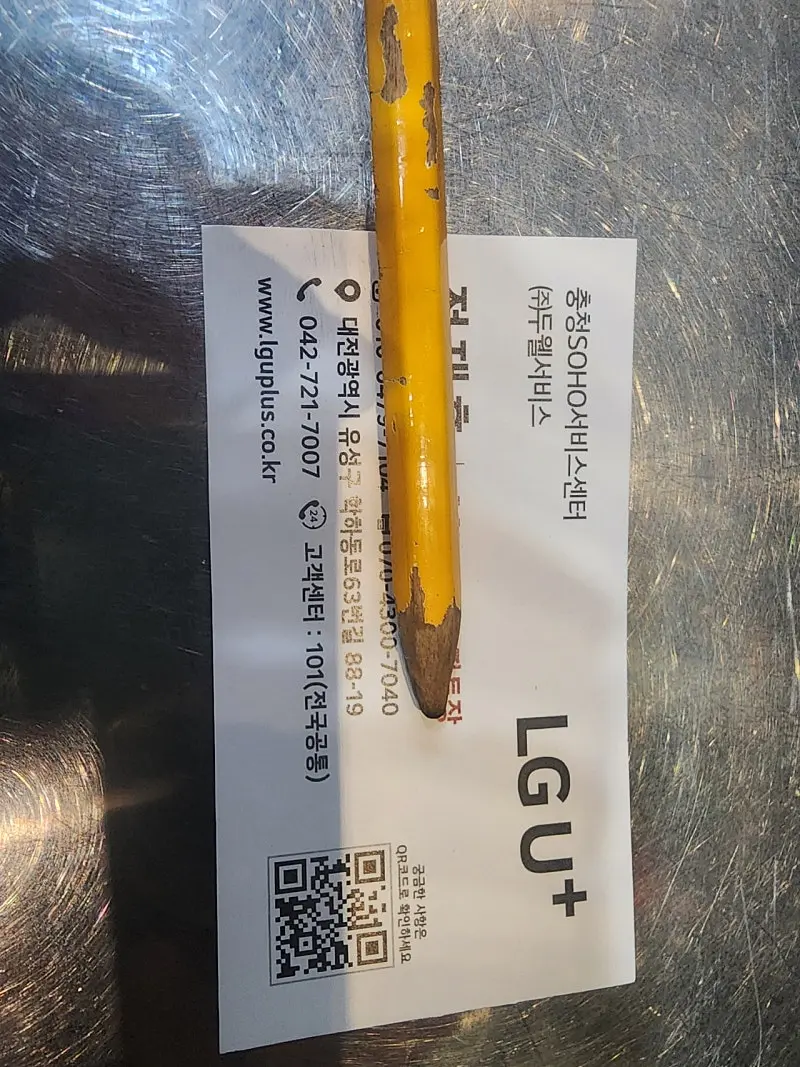 충청SOHO서비스센터
(주)두웰서비스
LG U+
070-4300-7040
대전광역시 유성구 학하동로63번길 88-19
042-721-7007 24 고객센터 : 101(전국공통)
www.lguplus.co.kr
궁금한 사항은
QR코드로 확인하세요